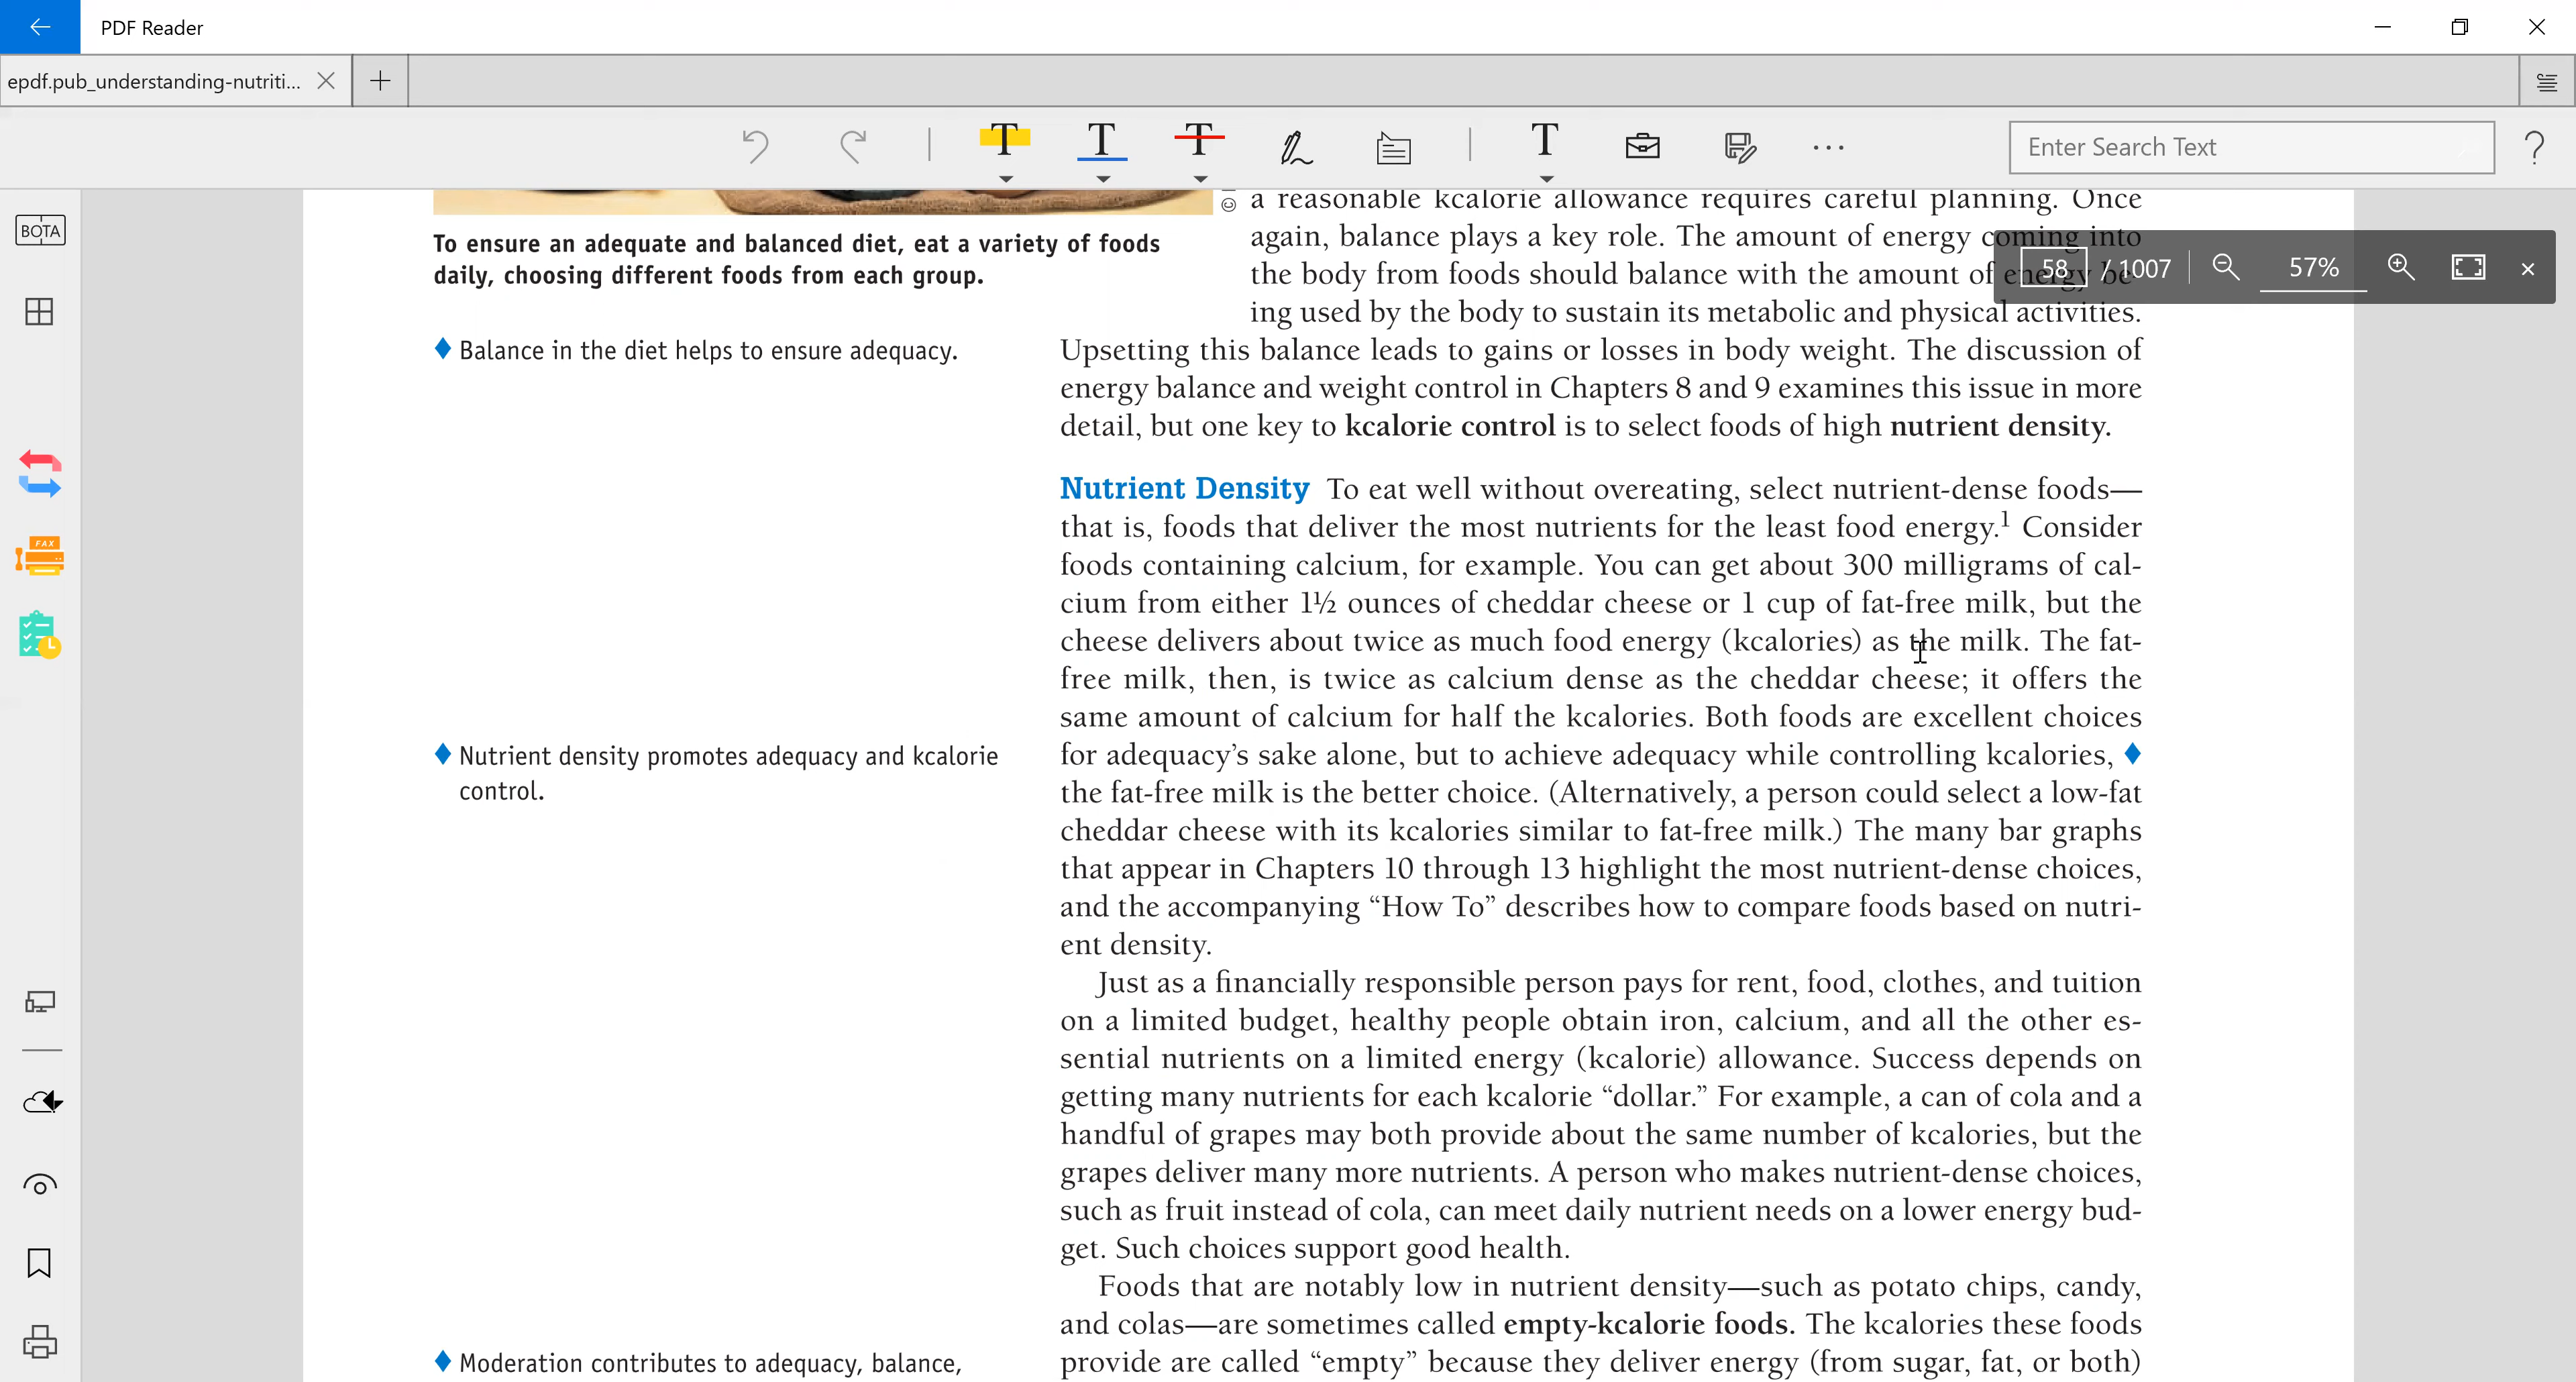 PDF Reader
epdf.pub_understanding-nutriti...
Enter Search Text
?
BOTA
FAX
58 / 1007 57%
©
To ensure an adequate and balanced diet, eat a variety of foods
daily, choosing different foods from each group.
♦ Balance in the diet helps to ensure adequacy.
♦ Nutrient density promotes adequacy and kcalorie
control.
♦ Moderation contributes to adequacy, balance,
a reasonable kcalorie allowance requires careful planning. Once
again, balance plays a key role. The amount of energy coming into
the body from foods should balance with the amount of energy be-
ing used by the body to sustain its metabolic and physical activities.
Upsetting this balance leads to gains or losses in body weight. The discussion of
energy balance and weight control in Chapters 8 and 9 examines this issue in more
detail, but one key to kcalorie control is to select foods of high nutrient density.
Nutrient Density To eat well without overeating, select nutrient-dense foods—
that is, foods that deliver the most nutrients for the least food energy.¹ Consider
foods containing calcium, for example. You can get about 300 milligrams of cal-
cium from either 1½ ounces of cheddar cheese or 1 cup of fat-free milk, but the
cheese delivers about twice as much food energy (kcalories) as the milk. The fat-
free milk, then, is twice as calcium dense as the cheddar cheese; it offers the
same amount of calcium for half the kcalories. Both foods are excellent choices
for adequacy's sake alone, but to achieve adequacy while controlling kcalories, ♦
the fat-free milk is the better choice. (Alternatively, a person could select a low-fat
cheddar cheese with its kcalories similar to fat-free milk.) The many bar graphs
that appear in Chapters 10 through 13 highlight the most nutrient-dense choices,
and the accompanying “How To” describes how to compare foods based on nutri-
ent density.
Just as a financially responsible person pays for rent, food, clothes, and tuition
on a limited budget, healthy people obtain iron, calcium, and all the other es-
sential nutrients on a limited energy (kcalorie) allowance. Success depends on
getting many nutrients for each kcalorie “dollar.” For example, a can of cola and a
handful of grapes may both provide about the same number of kcalories, but the
grapes deliver many more nutrients. A person who makes nutrient-dense choices,
such as fruit instead of cola, can meet daily nutrient needs on a lower energy bud-
get. Such choices support good health.
Foods that are notably low in nutrient density—such as potato chips, candy,
and colas—are sometimes called empty-kcalorie foods. The kcalories these foods
provide are called “empty” because they deliver energy (from sugar, fat, or both)